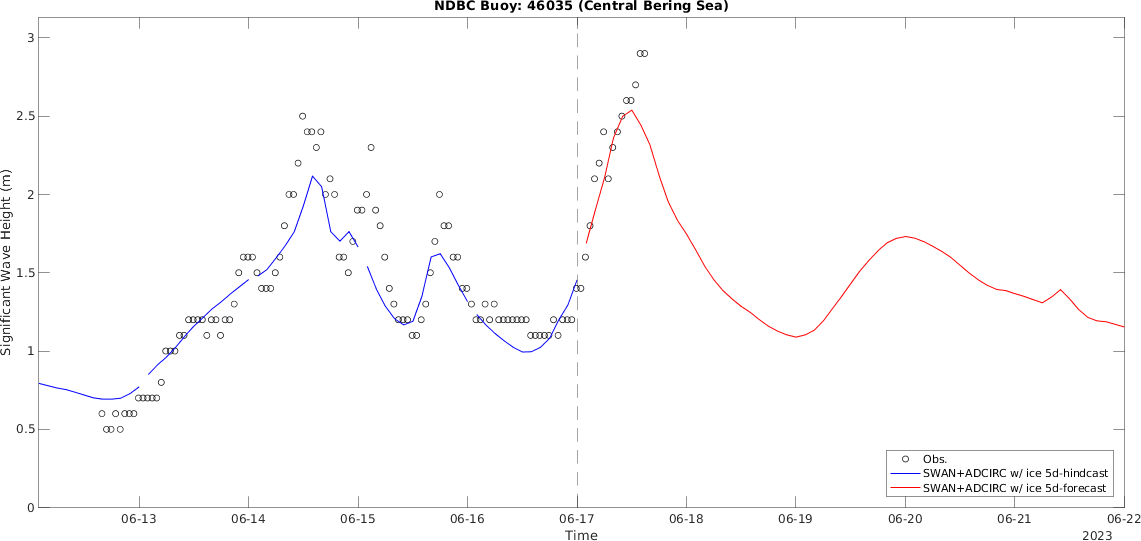 NDBC Buoy: 46035 (Central Bering Sea)
Significant Wave Height (m)
3
2.5
2
1.5
1
0.5
0
Obs.
SWAN+ADCIRC w/ ice 5d-hindcast
SWAN+ADCIRC w/ ice 5d-forecast
06-13 06-14 06-15 06-16 06-17 06-18 06-19 06-20 06-21 06-22
Time
2023